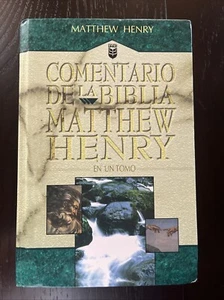 MATTHEW HENRY
COMENTARIO
DE LA BIBLIA
MATTHEW
HENRY
EN UN TOMO